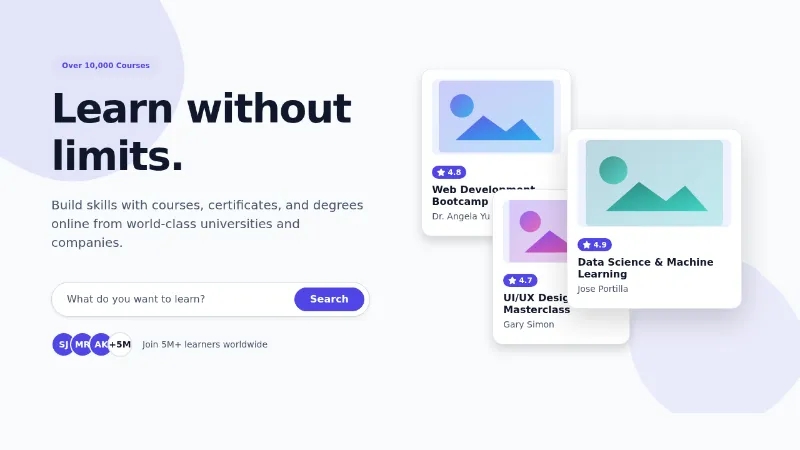 Over 10,000 Courses
Learn without
limits.
Build skills with courses, certificates, and degrees
online from world-class universities and
companies.
What do you want to learn?
Search
SJ
MR
AK
+5M
Join 5M+ learners worldwide
4.8
Web Development
Bootcamp
Dr. Angela Yu
4.7
UI/UX Design
Masterclass
Gary Simon
4.9
Data Science & Machine
Learning
Jose Portilla